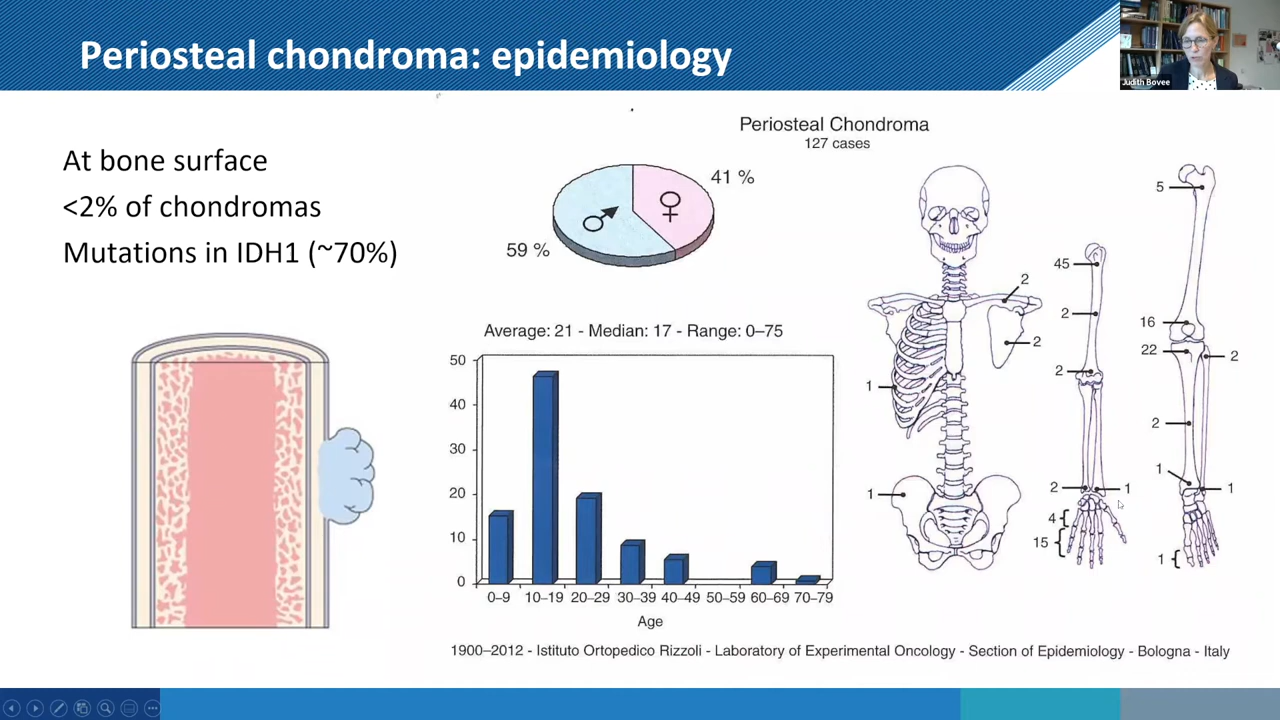 Periosteal chondroma: epidemiology
Judith Bovee
At bone surface
<2% of chondromas
Mutations in IDH1 (~70%)
Periosteal Chondroma
127 cases
41 %
59 %
Average: 21 - Median: 17 - Range: 0–75
50
40
30
20
10
0
0–9 10–19 20–29 30–39 40–49 50–59 60–69 70–79
Age
2
2
1
1
45
2
2
2
1
4
15
5
16
22
2
2
1
1
1
1900–2012 - Istituto Ortopedico Rizzoli - Laboratory of Experimental Oncology - Section of Epidemiology - Bologna - Italy